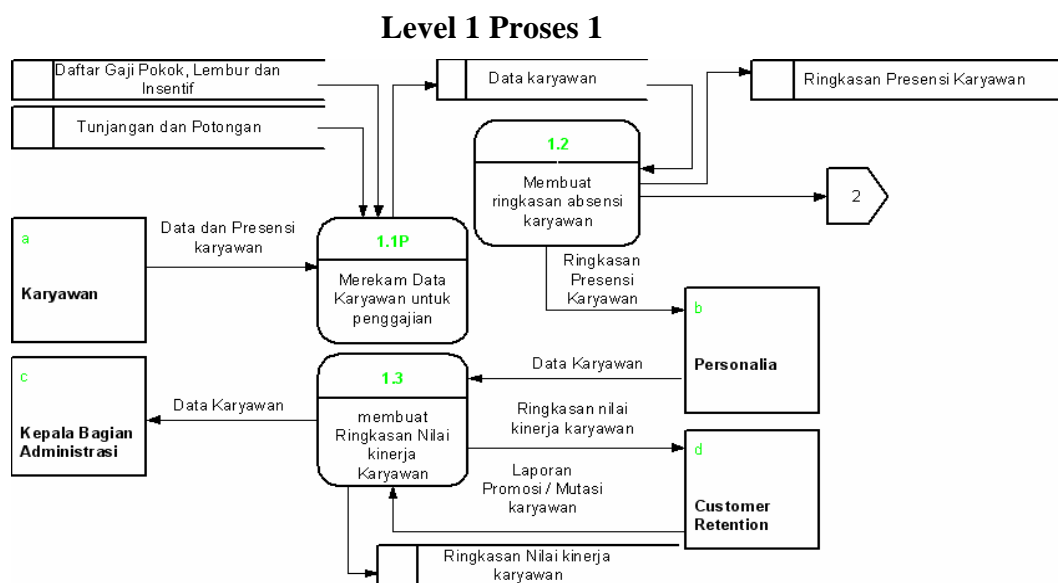 Level 1 Proses 1
Daftar Gaji Pokok, Lembur dan
Insentif
Data karyawan
Ringkasan Presensi Karyawan
Tunjangan dan Potongan
1.2
Membuat
ringkasan absensi
karyawan
2
a
Karyawan
Data dan Presensi
karyawan
1.1P
Merekam Data
Karyawan untuk
penggajian
Ringkasan
Presensi
Karyawan
b
Personalia
c
Kepala Bagian
Administrasi
Data Karyawan
1.3
membuat
Ringkasan Nilai
kinerja
Karyawan
Data Karyawan
Ringkasan nilai
kinerja karyawan
d
Customer
Retention
Laporan
Promosi / Mutasi
karyawan
Ringkasan Nilai kinerja
karyawan